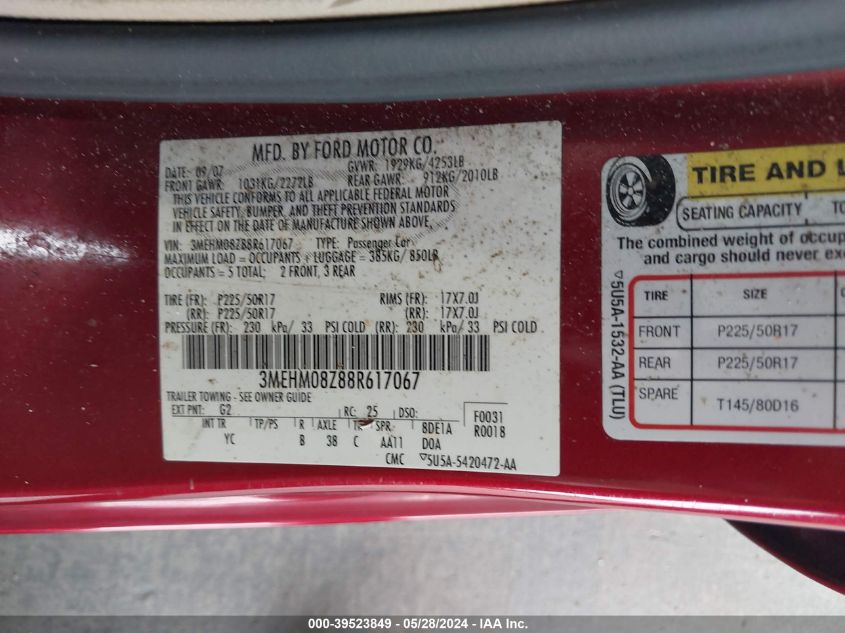 MFD. BY FORD MOTOR CO.
DATE: 09/07 GVWR: 1929KG/4253LB
FRONT GAWR: 1031KG/2272LB REAR GAWR: 912KG/2010LB
THIS VEHICLE CONFORMS TO ALL APPLICABLE FEDERAL MOTOR
VEHICLE SAFETY, BUMPER, AND THEFT PREVENTION STANDARDS
IN EFFECT ON THE DATE OF MANUFACTURE SHOWN ABOVE.
VIN: 3MEHM08Z88R617067 TYPE: Passenger Car
MAXIMUM LOAD = OCCUPANTS + LUGGAGE = 385KG/850LB
OCCUPANTS = 5 TOTAL; 2 FRONT, 3 REAR
TIRE (FR): P225/50R17 RIMS (FR): 17X7.0J
(RR): P225/50R17 (RR): 17X7.0J
PRESSURE (FR): 230 kPa/ 33 PSI COLD (RR): 230 kPa/ 33 PSI COLD
3MEHM08Z88R617067
TRAILER TOWING - SEE OWNER GUIDE
EXT PNT: G2 RC: 25 DSO: F0031
R0018
INT TR TP/PS R AXLE TR SPR 8DE1A
YC B 38 C AA11 D0A
CMC ▽5U5A-5420472-AA
TIRE AND L
SEATING CAPACITY TO
The combined weight of occup
and cargo should never exc
TIRE SIZE
FRONT P225/50R17
REAR P225/50R17
SPARE T145/80D16
▽5U5A-1532-AA (TLU)
000-39523849 - 05/28/2024 - IAA Inc.